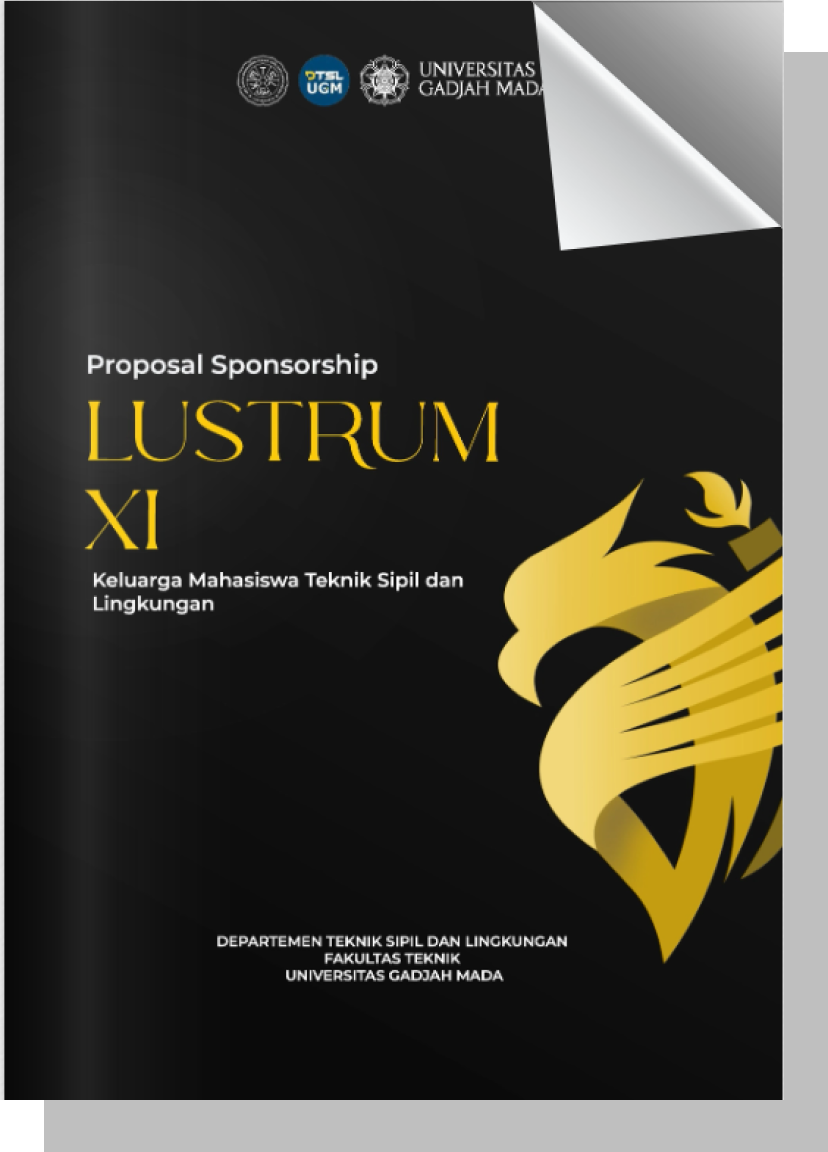 DTSL
UGM
UNIVERSITAS
GADJAH MADA
Proposal Sponsorship
LUSTRUM
XI
Keluarga Mahasiswa Teknik Sipil dan
Lingkungan
DEPARTEMEN TEKNIK SIPIL DAN LINGKUNGAN
FAKULTAS TEKNIK
UNIVERSITAS GADJAH MADA